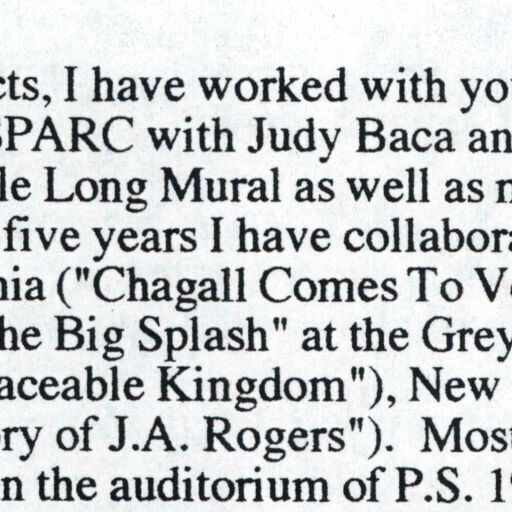 cts, I have worked with yo
SPARC with Judy Baca an
le Long Mural as well as
five years I have collabora
nia ("Chagall Comes To V
he Big Splash" at the Grey
aceable Kingdom"), New
ory of J.A. Rogers"). Most
n the auditorium of P.S. 1